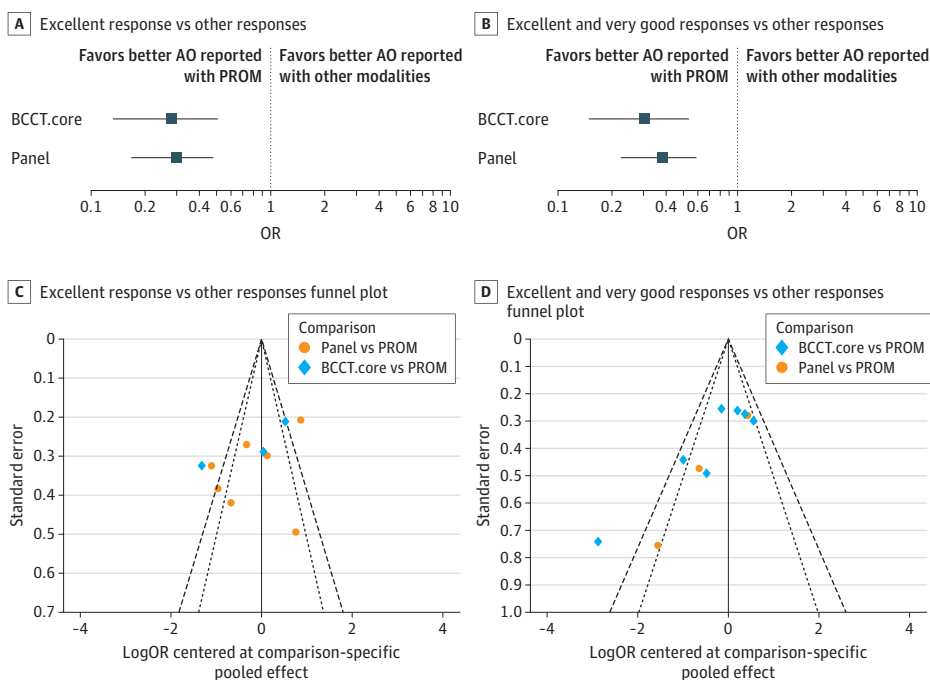 A Excellent response vs other responses
Favors better AO reported
with PROM
Favors better AO reported
with other modalities
BCCT.core
Panel
0.1 0.2 0.4 0.6 1 2 4 6 8 10
OR
B Excellent and very good responses vs other responses
Favors better AO reported
with PROM
Favors better AO reported
with other modalities
BCCT.core
Panel
0.1 0.2 0.4 0.6 1 2 4 6 8 10
OR
C Excellent response vs other responses funnel plot
Comparison
Panel vs PROM
BCCT.core vs PROM
Standard error
0
0.1
0.2
0.3
0.4
0.5
0.6
0.7
-4 -2 0 2 4
LogOR centered at comparison-specific
pooled effect
D Excellent and very good responses vs other responses
funnel plot
Comparison
BCCT.core vs PROM
Panel vs PROM
Standard error
0
0.1
0.2
0.3
0.4
0.5
0.6
0.7
0.8
0.9
1.0
-4 -2 0 2 4
LogOR centered at comparison-specific
pooled effect